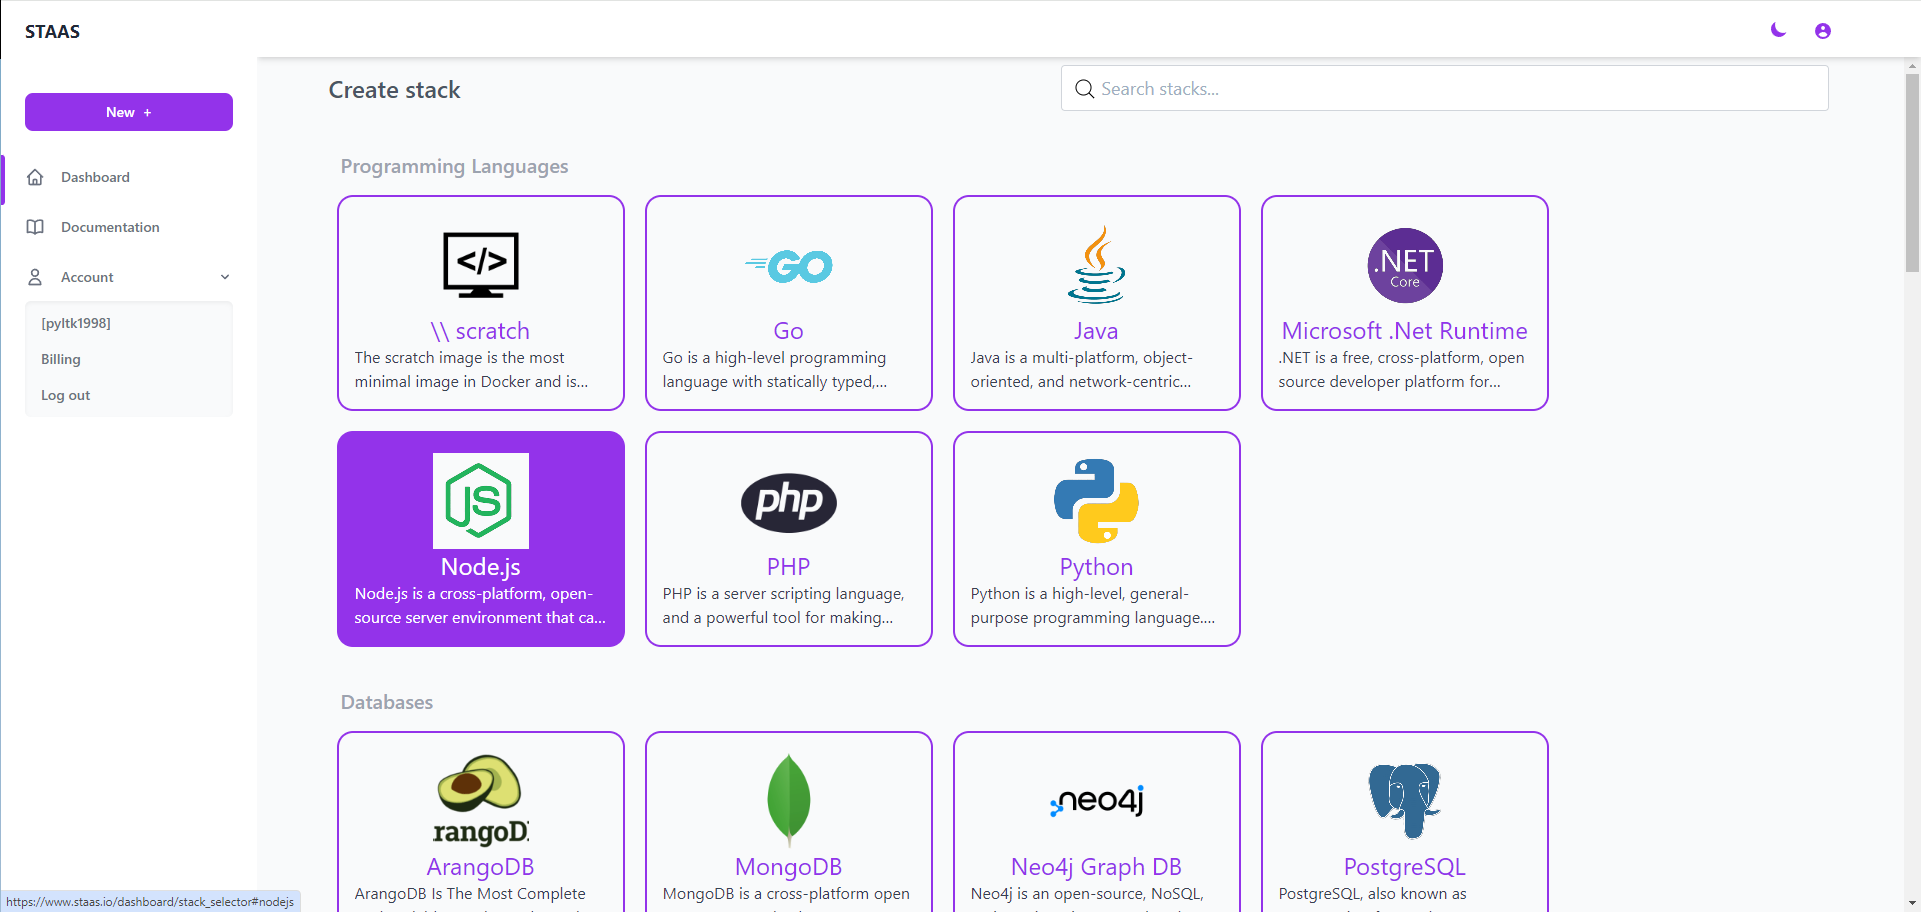 STAAS
New +
Dashboard
Documentation
Account
[pyltk1998]
Billing
Log out
Create stack
Search stacks...
Programming Languages
</>
\\ scratch
The scratch image is the most
minimal image in Docker and is...
GO
Go
Go is a high-level programming
language with statically typed,...
Java
Java is a multi-platform, object-
oriented, and network-centric...
.NET
Core
Microsoft .Net Runtime
.NET is a free, cross-platform, open
source developer platform for...
JS
Node.js
Node.js is a cross-platform, open-
source server environment that ca...
php
PHP
PHP is a server scripting language,
and a powerful tool for making...
Python
Python is a high-level, general-
purpose programming language....
Databases
rangoD
ArangoDB
ArangoDB Is The Most Complete
MongoDB
MongoDB is a cross-platform open
neo4j
Neo4j Graph DB
Neo4j is an open-source, NoSQL,
PostgreSQL
PostgreSQL, also known as
https://www.staas.io/dashboard/stack_selector#nodejs